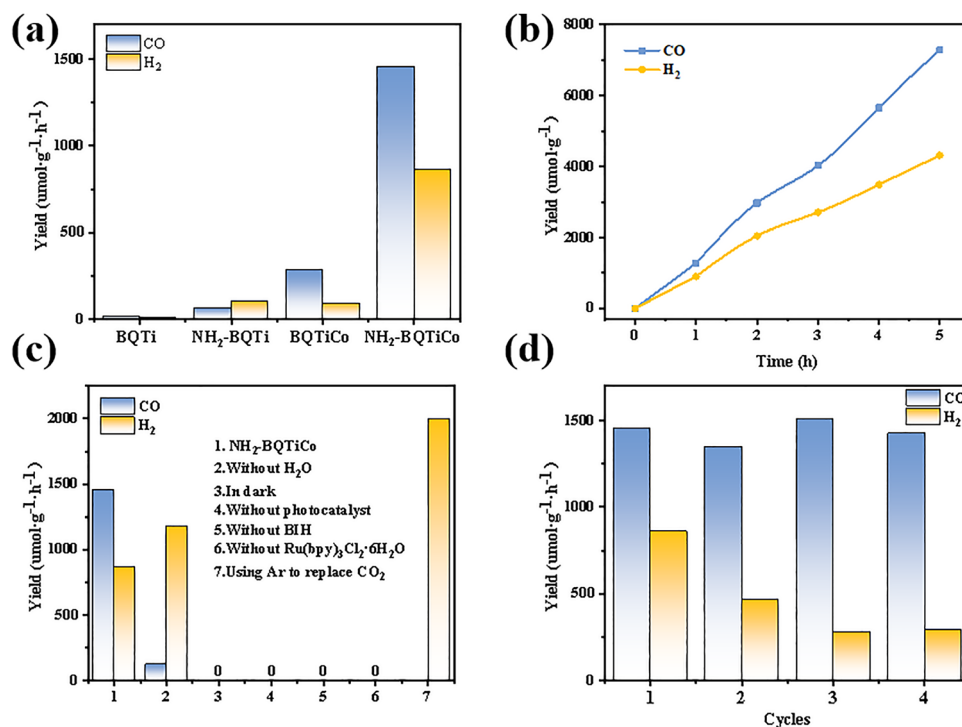 (a)
CO
H₂
Yield (umol·g⁻¹·h⁻¹)
1500
1000
500
0
BQTi
NH₂-BQTi
BQTiCo
NH₂-BQTiCo
(b)
CO
H₂
Yield (umol·g⁻¹)
8000
6000
4000
2000
0
0
1
2
3
4
5
Time (h)
(c)
CO
H₂
Yield (umol·g⁻¹·h⁻¹)
2000
1500
1000
500
0
1. NH₂-BQTiCo
2.Without H₂O
3.In dark
4.Without photocatalyst
5.Without BIH
6.Without Ru(bpy)₃Cl₂·6H₂O
7.Using Ar to replace CO₂
0
0
0
0
1
2
3
4
5
6
7
(d)
CO
H₂
Yield (umol·g⁻¹·h⁻¹)
1500
1000
500
0
1
2
3
4
Cycles